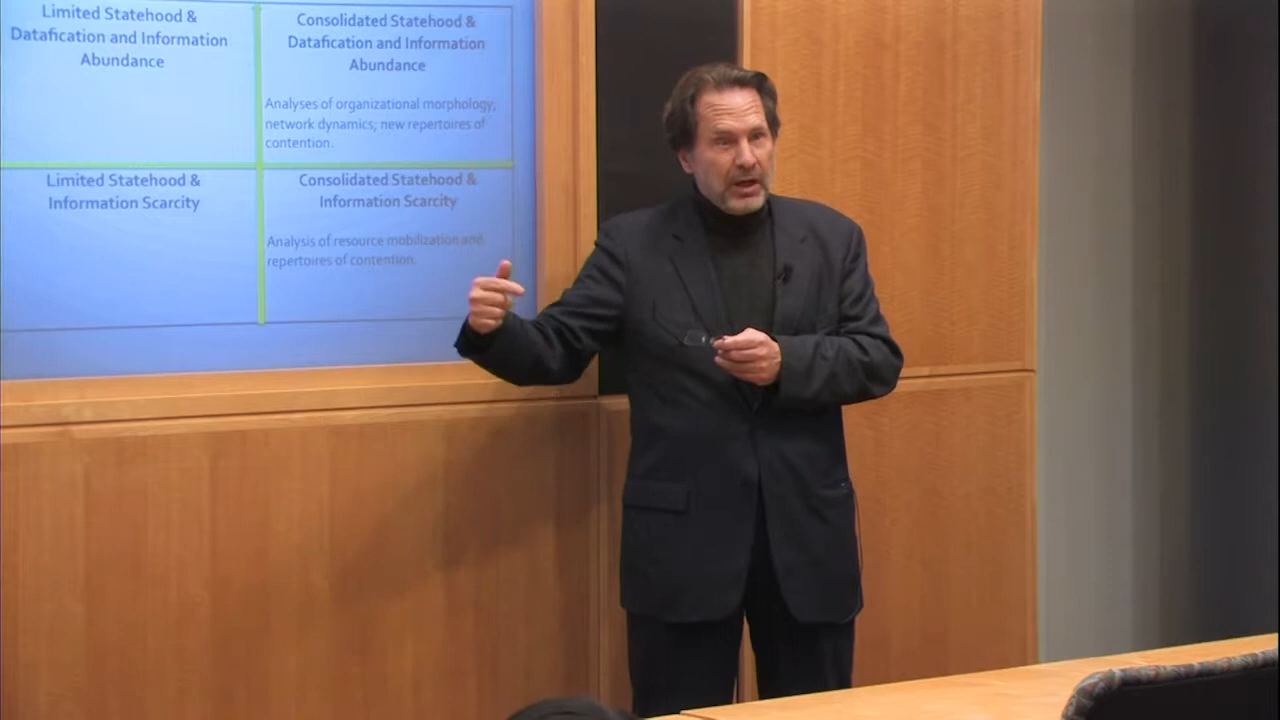 Limited Statehood &
Datafication and Information
Abundance
Consolidated Statehood &
Datafication and Information
Abundance
Analyses of organizational morphology;
network dynamics; new repertoires of
contention.
Limited Statehood &
Information Scarcity
Consolidated Statehood &
Information Scarcity
Analysis of resource mobilization and
repertoires of contention.